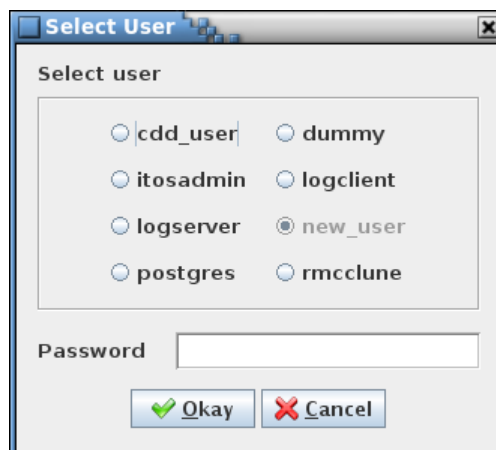 Select User
Select user
cdd_user dummy
itosadmin logclient
logserver new_user
postgres rmcclune
Password
Okay Cancel